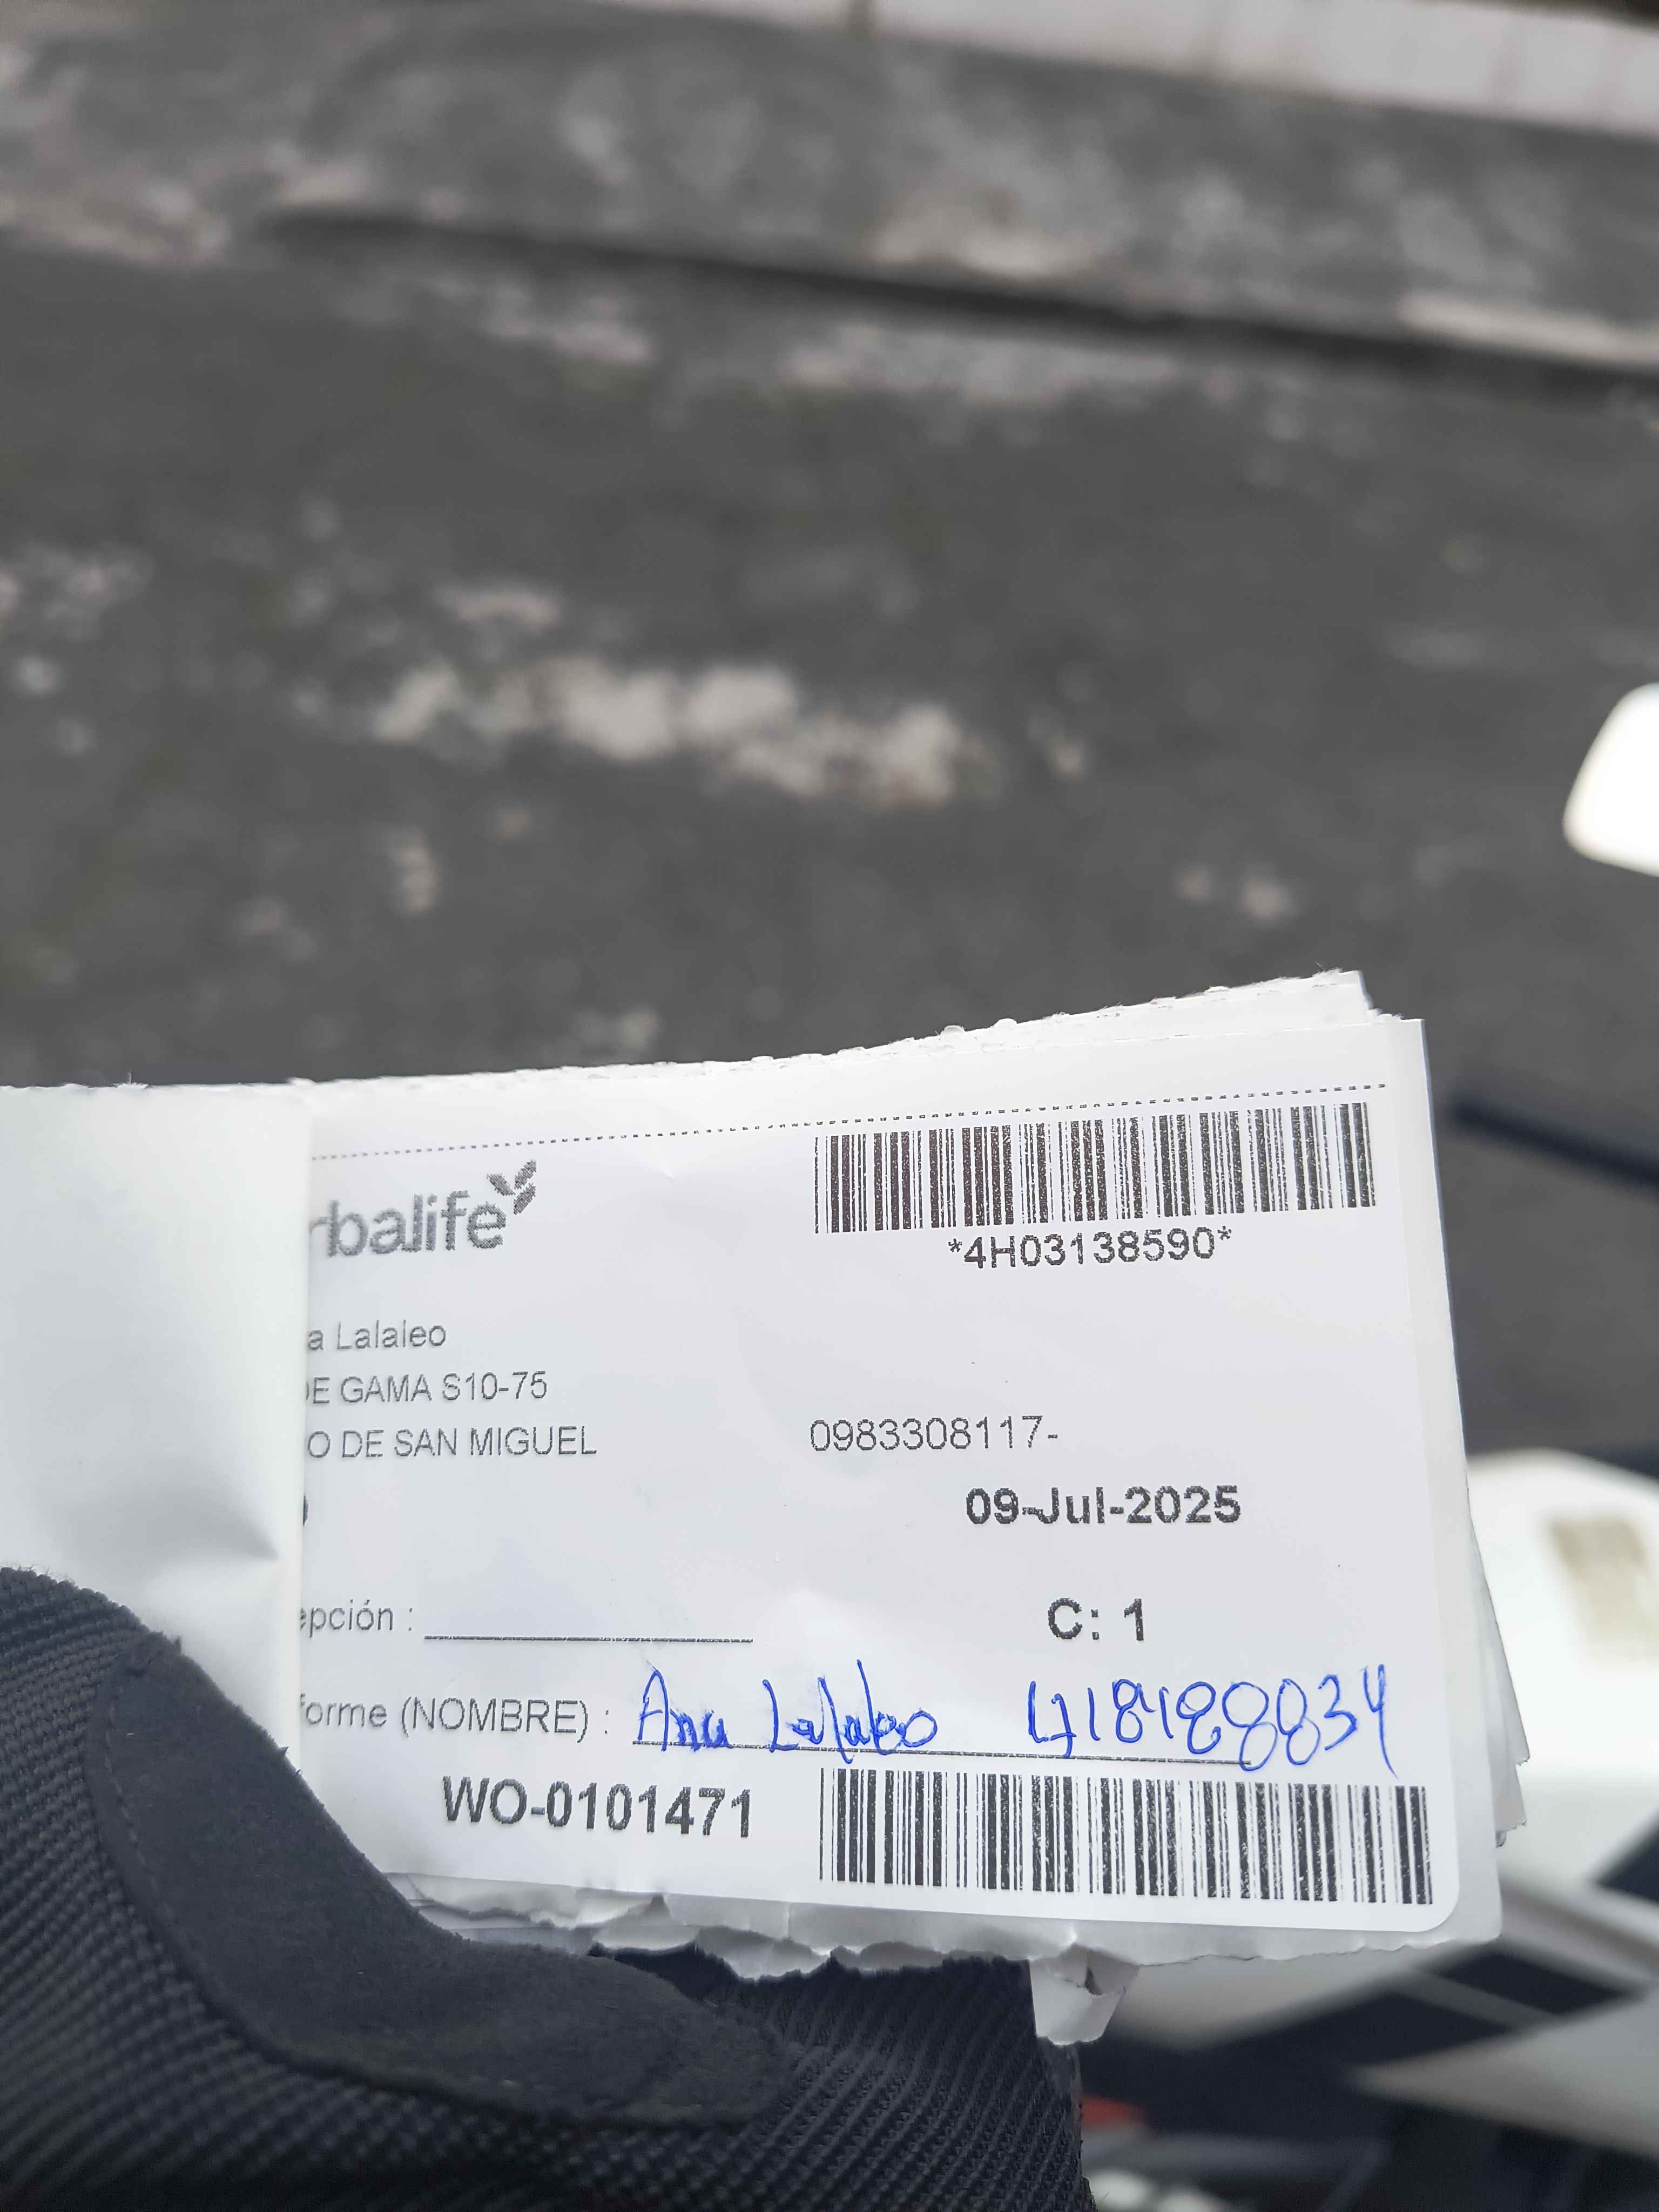 rbalife
*4H03138590*
a Lalaleo
DE GAMA S10-75
O DE SAN MIGUEL
0983308117-
09-Jul-2025
epción :
C: 1
forme (NOMBRE) : Ana Lalaleo
WO-0101471